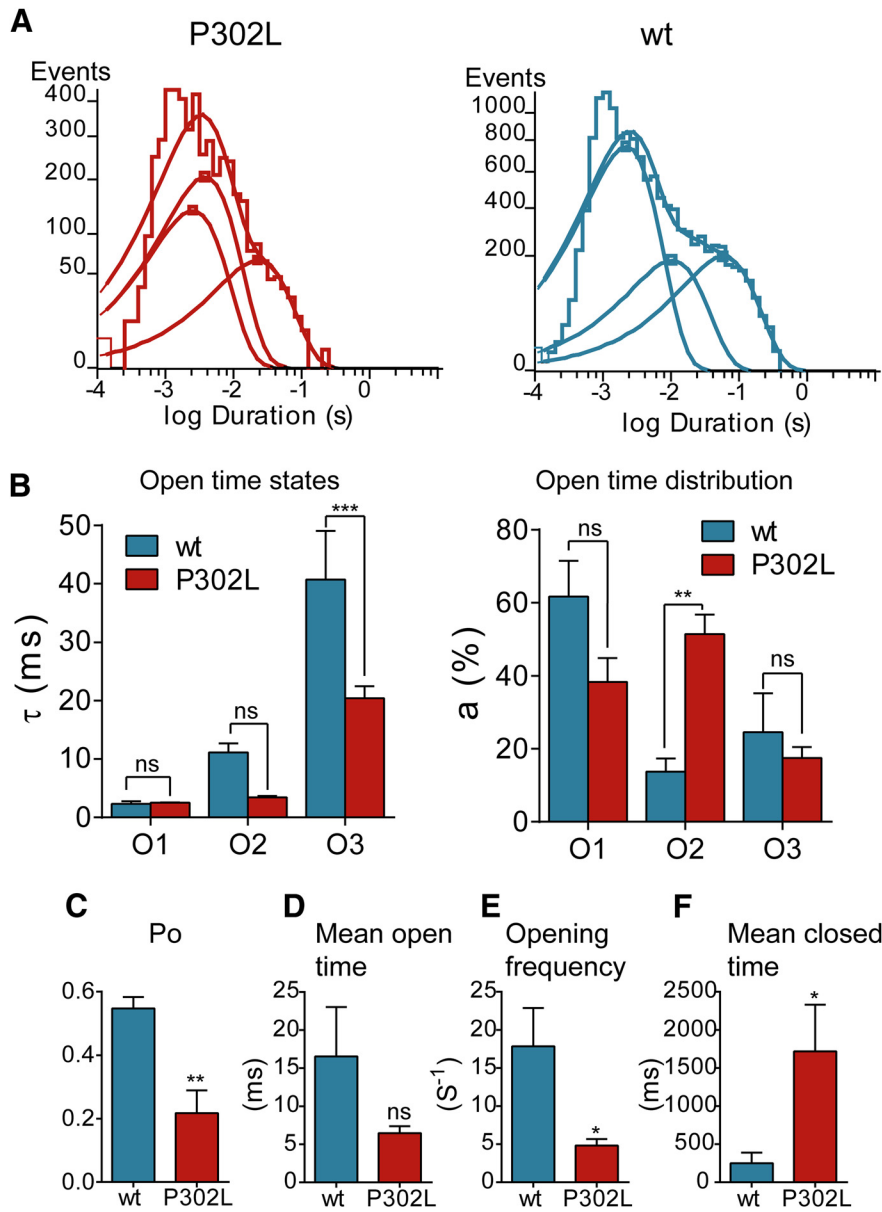 A
P302L
wt
Events
400
300
200
100
50
0
-4 -3 -2 -1 0
log Duration (s)
Events
1000
800
600
400
200
0
-4 -3 -2 -1 0
log Duration (s)
B
Open time states
wt
P302L
τ (ms)
50
40
30
20
10
0
ns
ns
***
O1 O2 O3
Open time distribution
wt
P302L
a (%)
80
60
40
20
0
ns
**
ns
O1 O2 O3
C
Po
0.6
0.4
0.2
0.0
**
wt P302L
D
Mean open
time
(ms)
25
20
15
10
5
0
ns
wt P302L
E
Opening
frequency
(S⁻¹)
25
20
15
10
5
0
*
wt P302L
F
Mean closed
time
(ms)
2500
2000
1500
1000
500
0
*
wt P302L